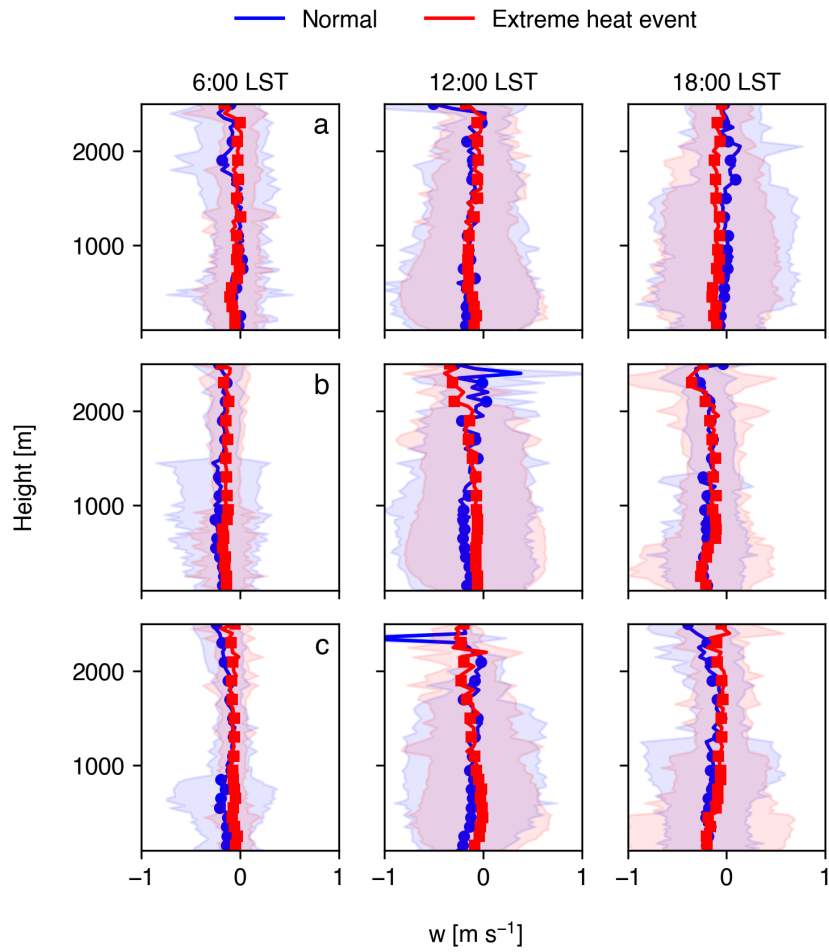 Normal Extreme heat event
6:00 LST 12:00 LST 18:00 LST
a
2000
1000
b
2000
1000
Height [m]
c
2000
1000
−1 0 1 −1 0 1 −1 0 1
w [m s⁻¹]